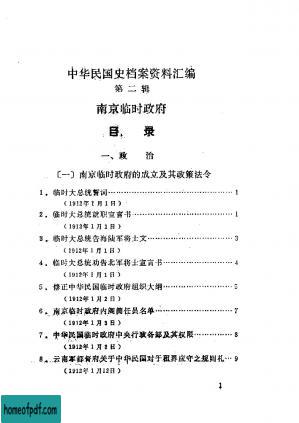 中华民国史档案资料汇编
第二辑
南京临时政府
目录
一、政治
(一)南京临时政府的成立及其政策法令
1、临时大总统誓词…………1
(1912年1月1日)
2、临时大总统就职宣言书…………1
(1912年1月1日)
3、临时大总统告海陆军将士文…………3
(1912年1月1日)
4、临时大总统劝告北军将士宣言书…………4
(1912年1月1日)
5、修正中华民国临时政府组织大纲…………5
(1912年1月2日)
6、南京临时政府内阁简任员名单…………6
(1912年1月3日)
7、中华民国临时政府中央行政各部及其权限…………7
(1912年1月3日)
8、云南军都督府关于中华民国对于租界应守之规则札…9
(1912年1月12日)
1
homeofpdf.com